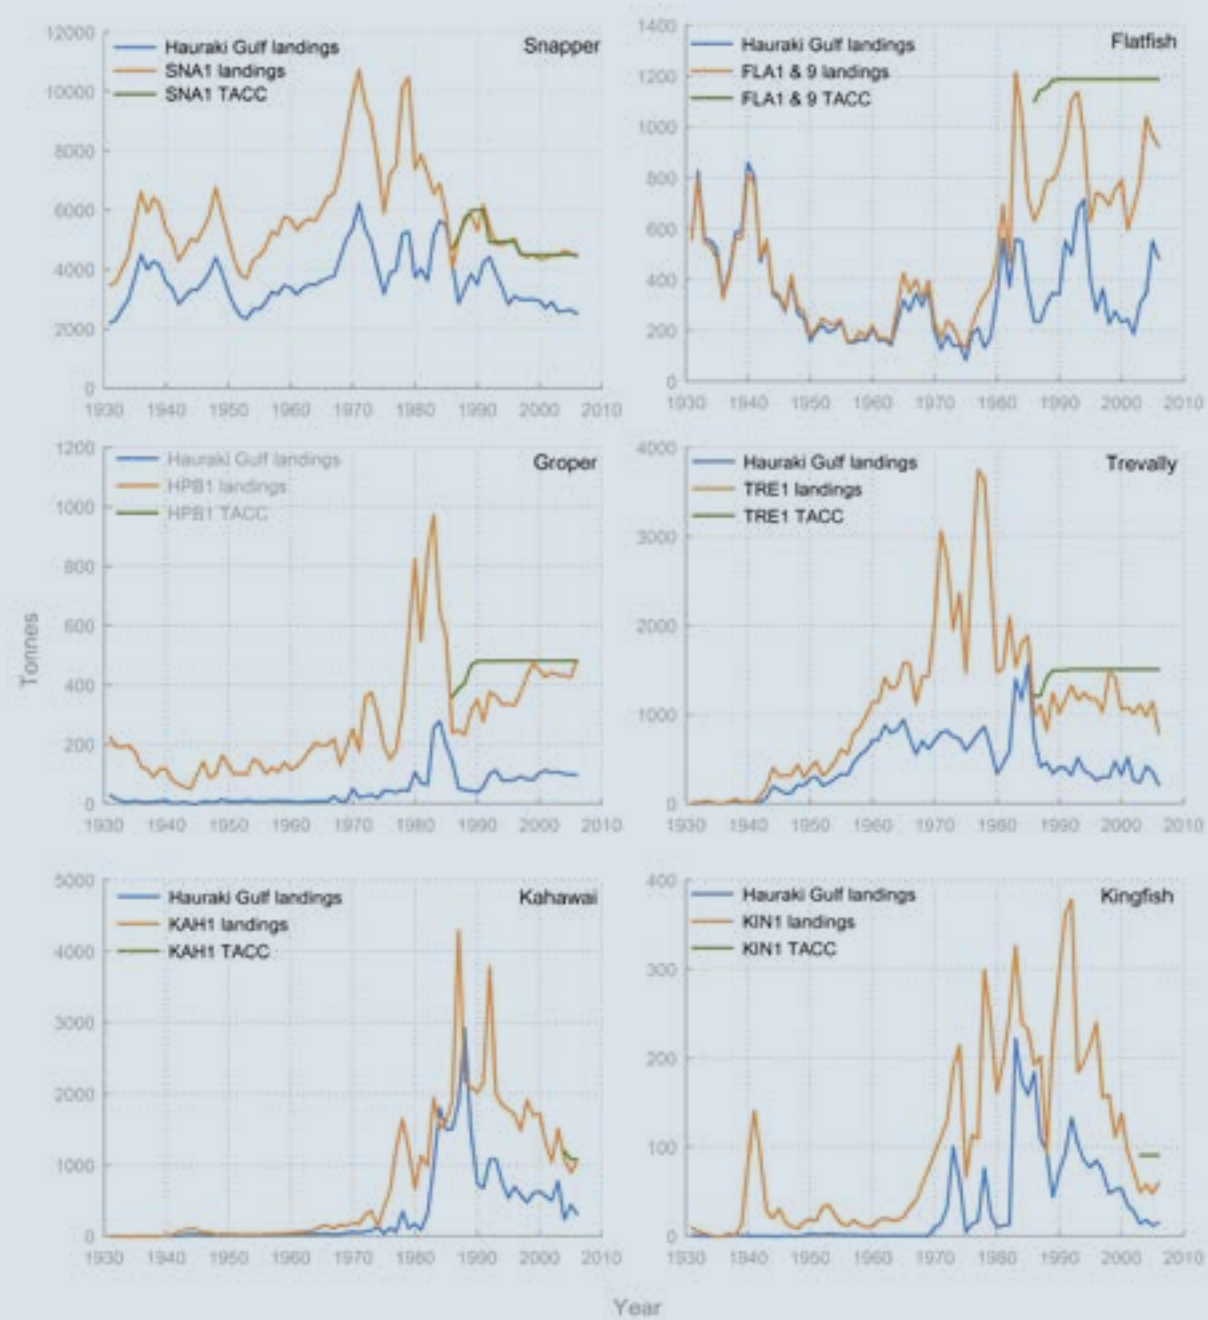 Snapper
Hauraki Gulf landings
SNA1 landings
SNA1 TACC
12000
10000
8000
6000
4000
2000
0
1930 1940 1950 1960 1970 1980 1990 2000 2010
Flatfish
Hauraki Gulf landings
FLA1 & 9 landings
FLA1 & 9 TACC
1400
1200
1000
800
600
400
200
0
1930 1940 1950 1960 1970 1980 1990 2000 2010
Groper
Hauraki Gulf landings
HPB1 landings
HPB1 TACC
1200
1000
800
600
400
200
0
1930 1940 1950 1960 1970 1980 1990 2000 2010
Trevally
Hauraki Gulf landings
TRE1 landings
TRE1 TACC
4000
3000
2000
1000
0
1930 1940 1950 1960 1970 1980 1990 2000 2010
Tonnes
Kahawai
Hauraki Gulf landings
KAH1 landings
KAH1 TACC
5000
4000
3000
2000
1000
0
1930 1940 1950 1960 1970 1980 1990 2000 2010
Kingfish
Hauraki Gulf landings
KIN1 landings
KIN1 TACC
400
300
200
100
0
1930 1940 1950 1960 1970 1980 1990 2000 2010
Year